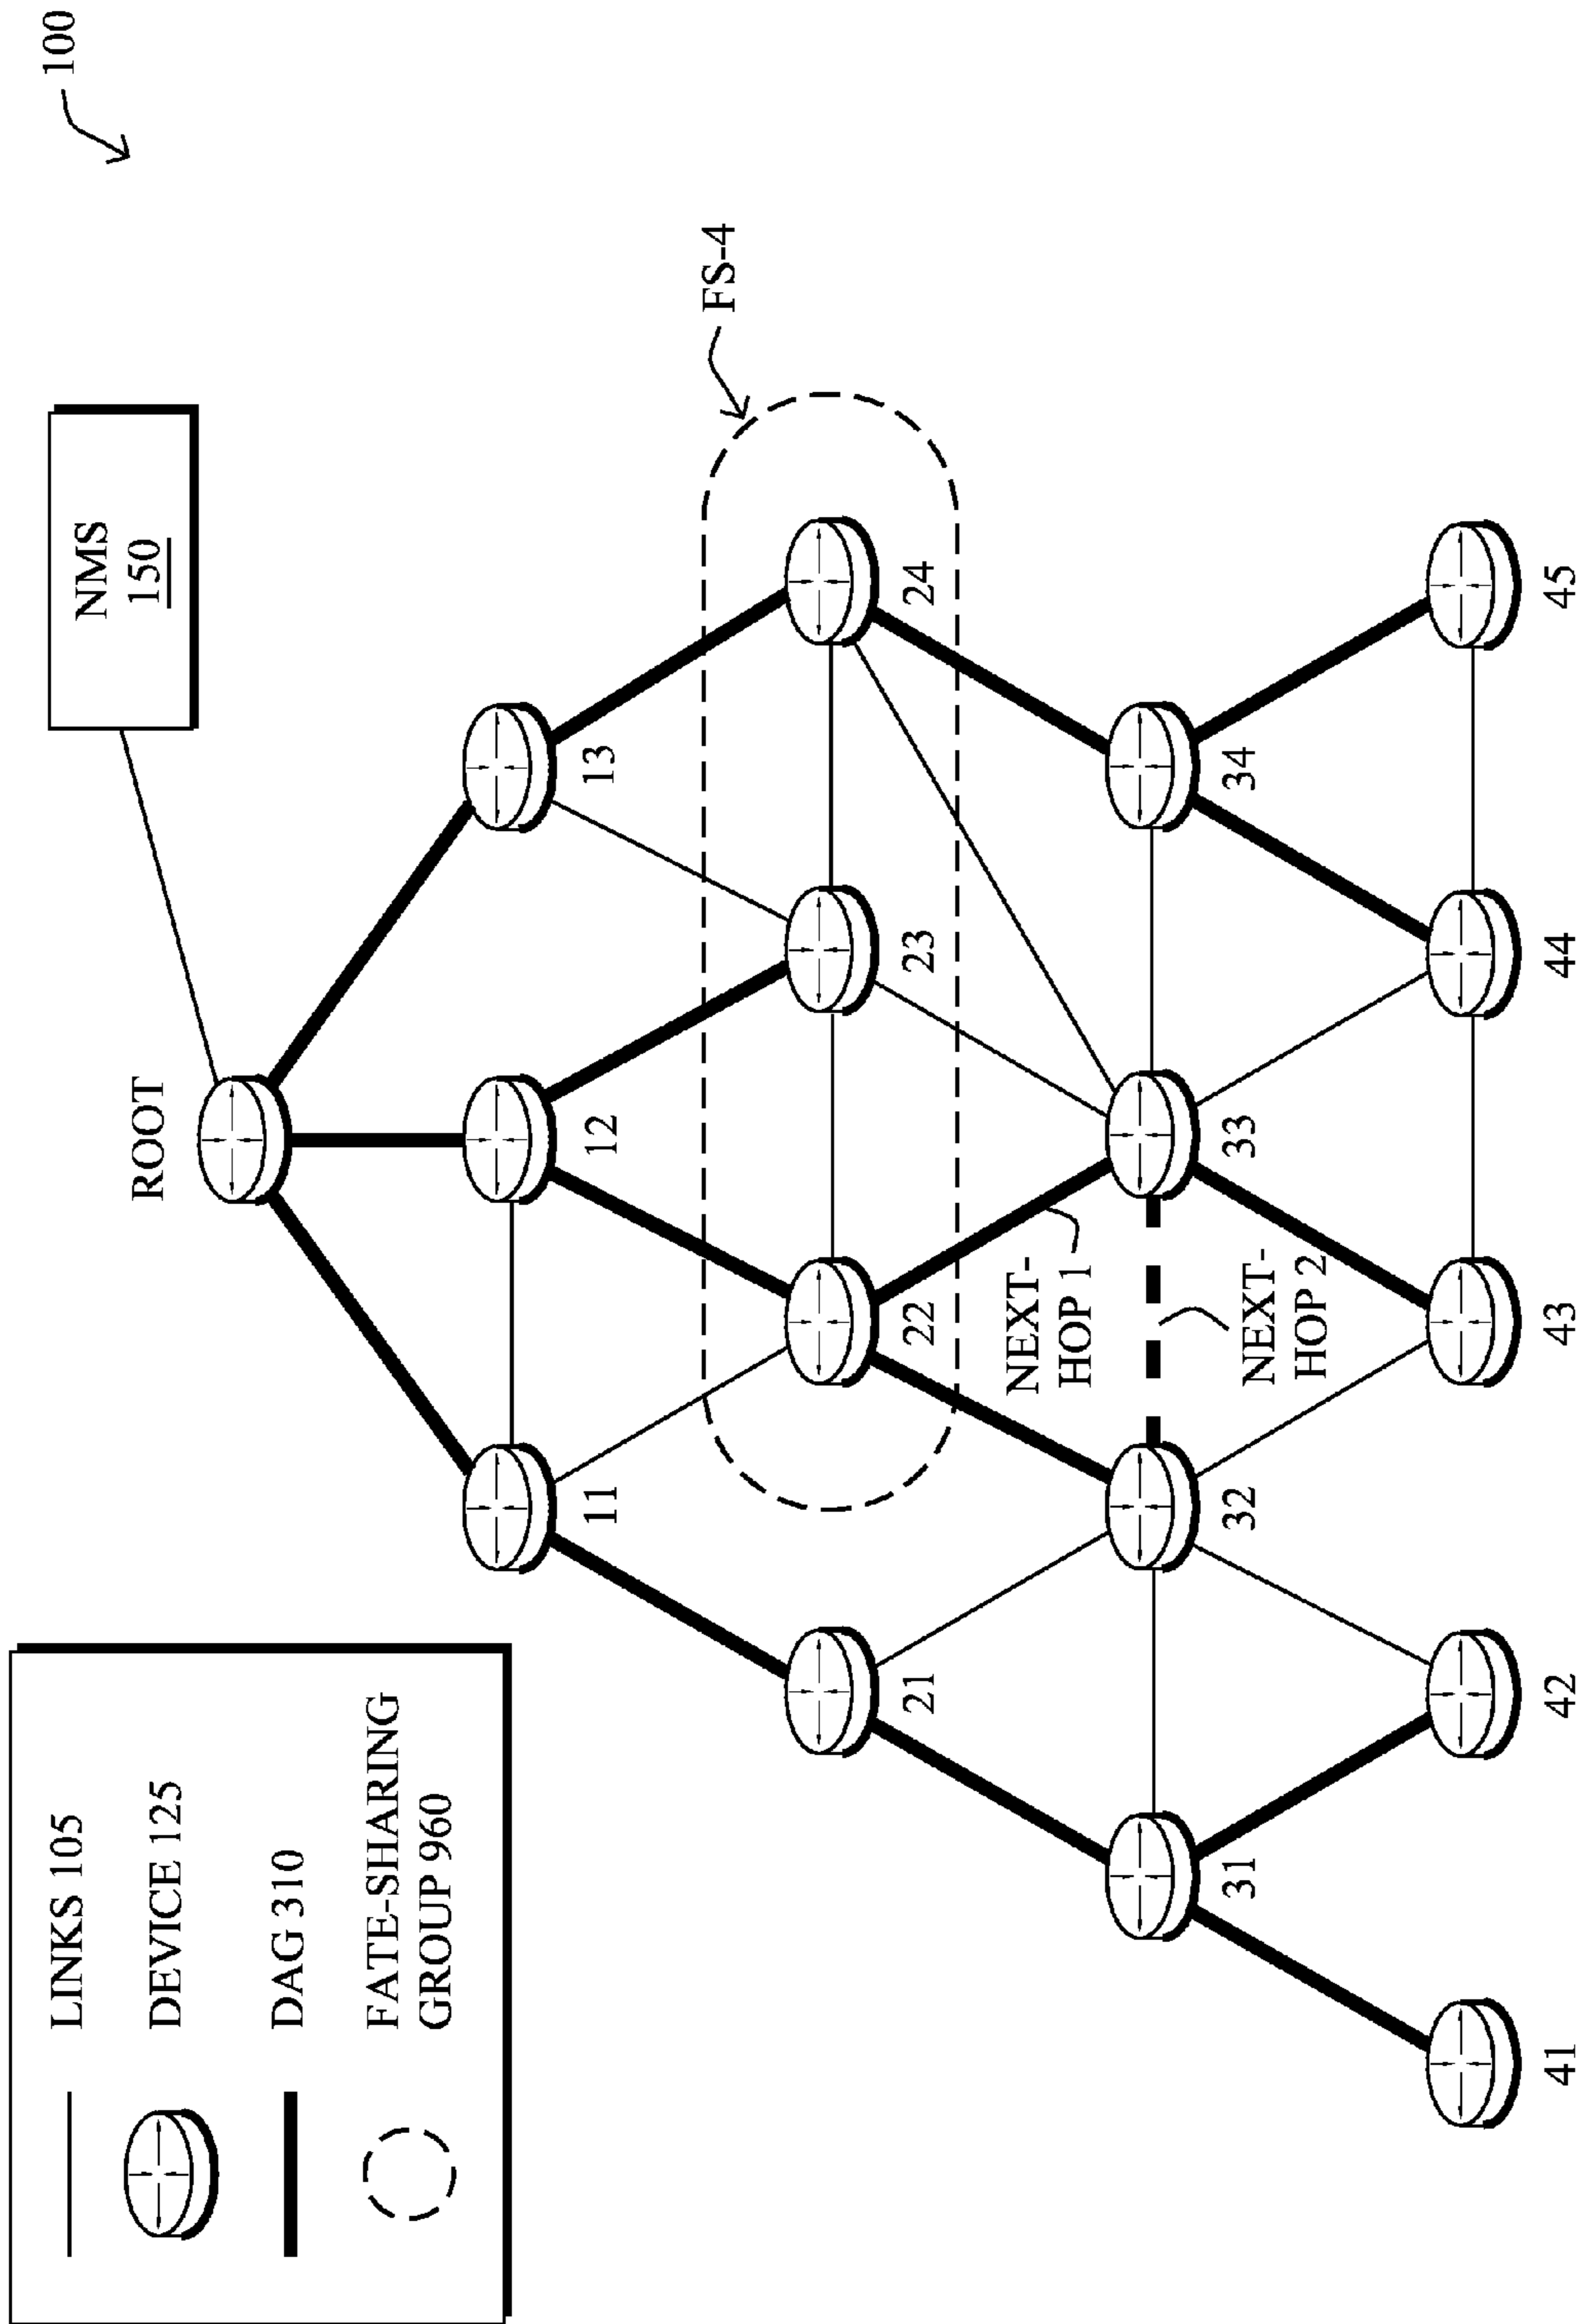 LINKS 105
DEVICE 125
DAG 310
FATE-SHARING
GROUP 960
100
NMS
150
ROOT
11
12
13
FS-4
21
22
23
24
NEXT-
HOP 1
NEXT-
HOP 2
31
32
33
34
41
42
43
44
45